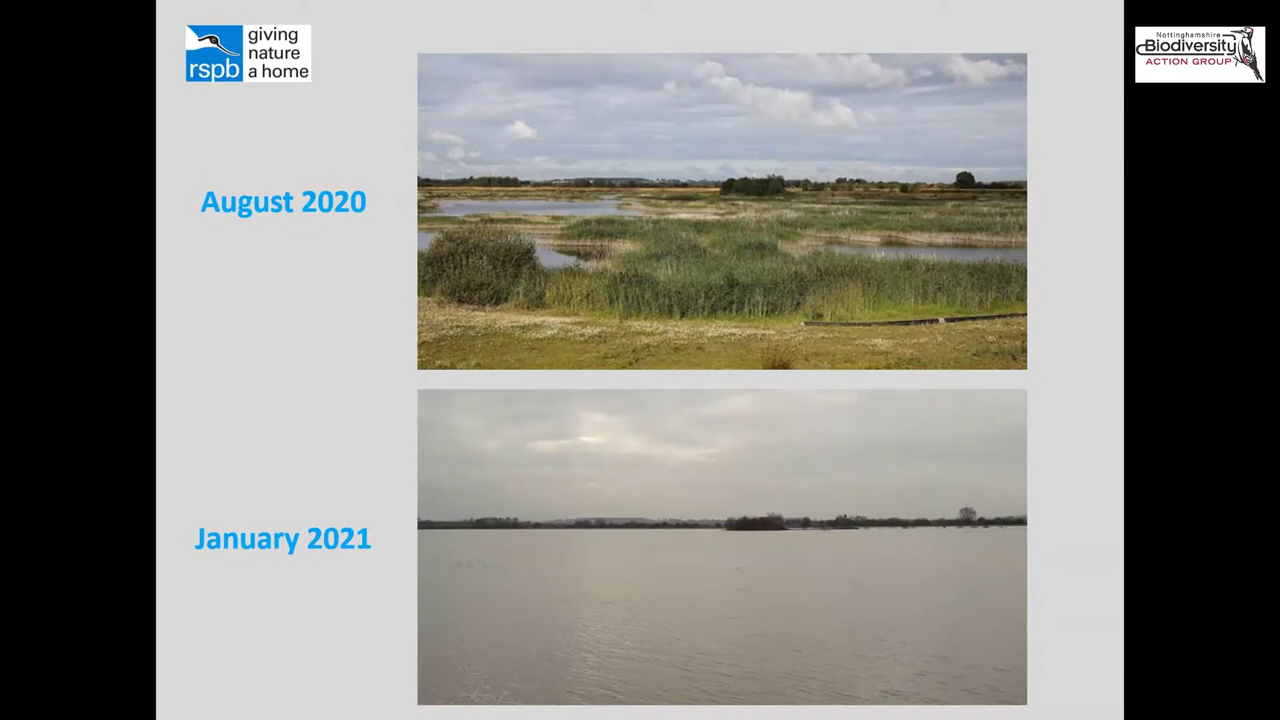 giving
nature
a home
rspb
Nottinghamshire
Biodiversity
ACTION GROUP
August 2020
January 2021